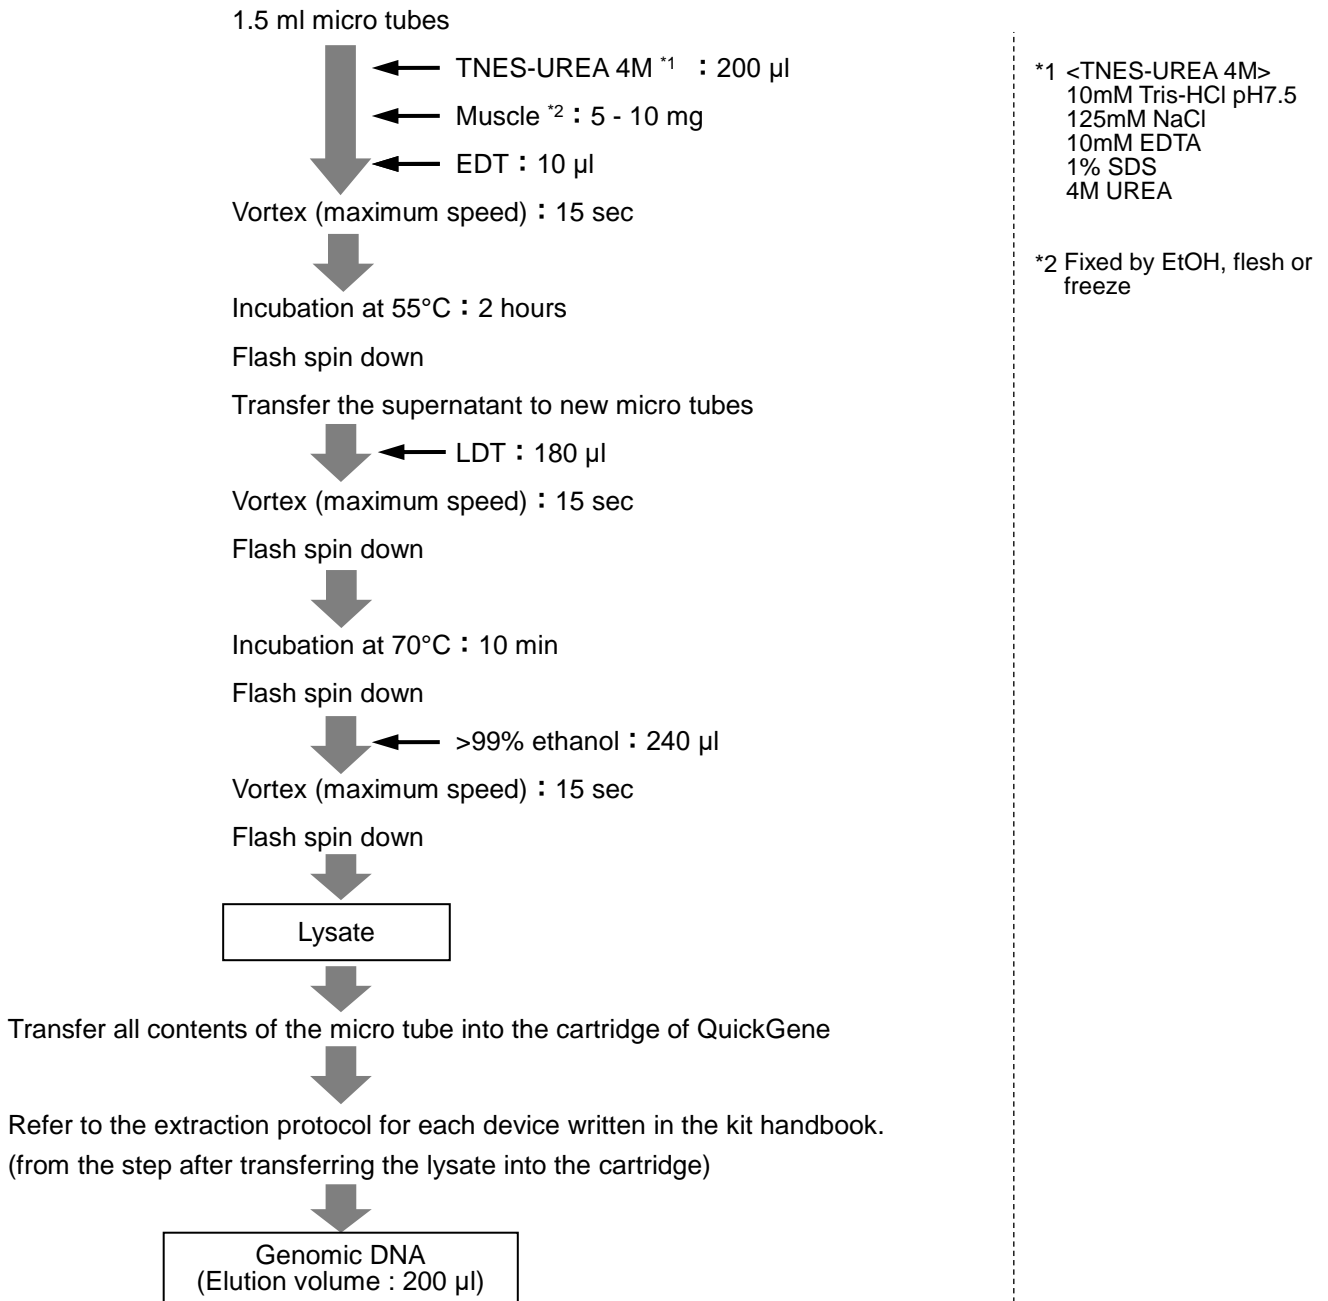 1.5 ml micro tubes
TNES-UREA 4M *1 : 200 µl
Muscle *2 : 5 - 10 mg
EDT : 10 µl
Vortex (maximum speed) : 15 sec
Incubation at 55°C : 2 hours
Flash spin down
Transfer the supernatant to new micro tubes
LDT : 180 µl
Vortex (maximum speed) : 15 sec
Flash spin down
Incubation at 70°C : 10 min
Flash spin down
>99% ethanol : 240 µl
Vortex (maximum speed) : 15 sec
Flash spin down
Lysate
Transfer all contents of the micro tube into the cartridge of QuickGene
Refer to the extraction protocol for each device written in the kit handbook.
(from the step after transferring the lysate into the cartridge)
Genomic DNA
(Elution volume : 200 µl)
*1 <TNES-UREA 4M>
10mM Tris-HCl pH7.5
125mM NaCl
10mM EDTA
1% SDS
4M UREA
*2 Fixed by EtOH, flesh or
freeze